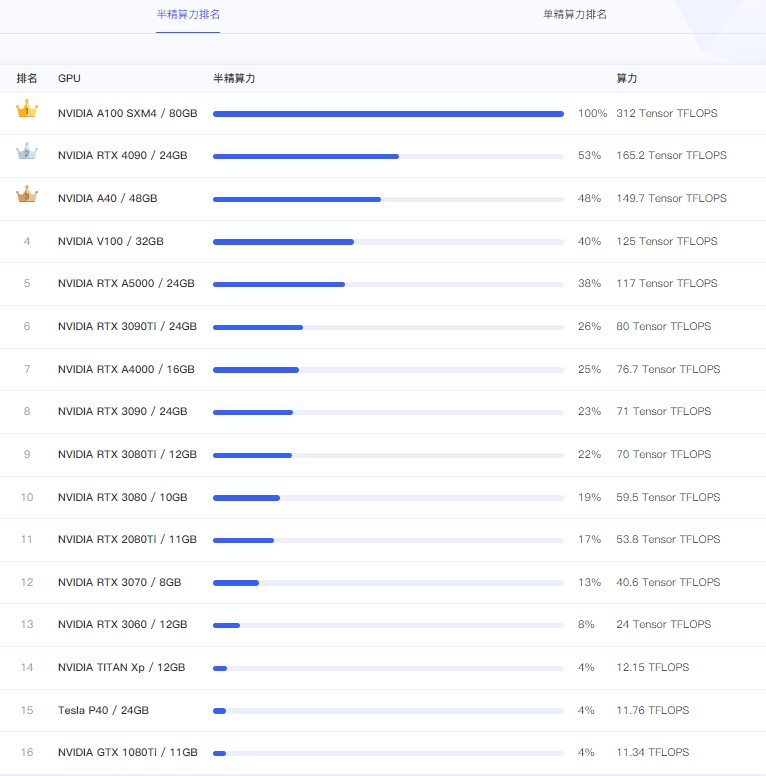 半精算力排名 单精算力排名
排名 GPU 半精算力 算力
1 NVIDIA A100 SXM4 / 80GB 100% 312 Tensor TFLOPS
2 NVIDIA RTX 4090 / 24GB 53% 165.2 Tensor TFLOPS
3 NVIDIA A40 / 48GB 48% 149.7 Tensor TFLOPS
4 NVIDIA V100 / 32GB 40% 125 Tensor TFLOPS
5 NVIDIA RTX A5000 / 24GB 38% 117 Tensor TFLOPS
6 NVIDIA RTX 3090Ti / 24GB 26% 80 Tensor TFLOPS
7 NVIDIA RTX A4000 / 16GB 25% 76.7 Tensor TFLOPS
8 NVIDIA RTX 3090 / 24GB 23% 71 Tensor TFLOPS
9 NVIDIA RTX 3080Ti / 12GB 22% 70 Tensor TFLOPS
10 NVIDIA RTX 3080 / 10GB 19% 59.5 Tensor TFLOPS
11 NVIDIA RTX 2080Ti / 11GB 17% 53.8 Tensor TFLOPS
12 NVIDIA RTX 3070 / 8GB 13% 40.6 Tensor TFLOPS
13 NVIDIA RTX 3060 / 12GB 8% 24 Tensor TFLOPS
14 NVIDIA TITAN Xp / 12GB 4% 12.15 TFLOPS
15 Tesla P40 / 24GB 4% 11.76 TFLOPS
16 NVIDIA GTX 1080Ti / 11GB 4% 11.34 TFLOPS